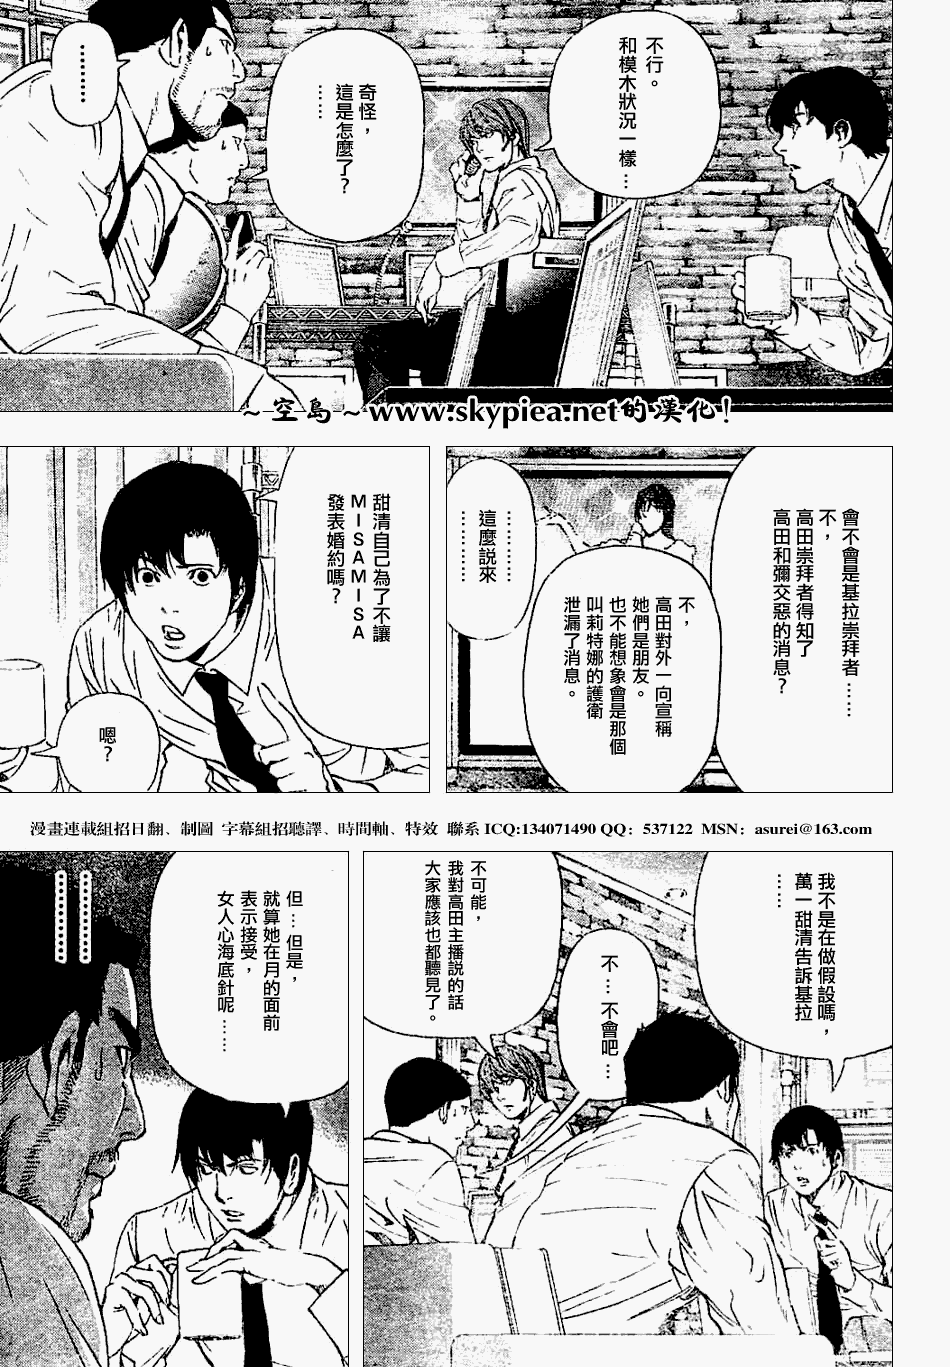 不行。
和模木狀況一樣…
奇怪，
這是怎麼了？
……
………
~空島~www.skypiea.net的漢化！
會不會是基拉崇拜者……
不，
高田崇拜者得知了
高田和彌交惡的消息？
不，
高田對外一向宣稱
她們是朋友。
也不能想象會是那個
叫莉特娜的護衛
泄漏了消息。
…………
這麼說來
………
甜清自己為了不讓
MISAMISA
發表婚約嗎？
嗯？
漫畫連載組招日翻、制圖 字幕組招聽譯、時間軸、特效 聯系 ICQ:134071490 QQ：537122 MSN：asurei@163.com
我不是在做假設嗎，
萬一甜清告訴基拉
……
不…不會吧…
不可能，
我對高田主播說的話
大家應該也都聽見了。
但…但是，
就算她在月的面前
表示接受，
女人心海底針呢……
…………
…………